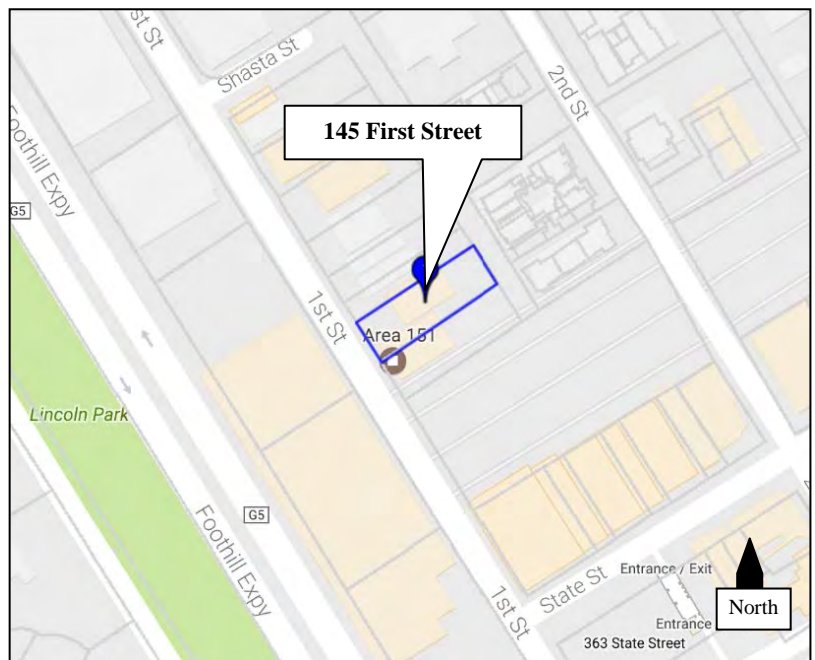 1st St
Shasta St
2nd St
145 First Street
Foothill Expy
G5
1st St
Area 151
Lincoln Park
G5
Foothill Expy
Entrance / Exit
State St
North
1st St
Entrance
363 State Street